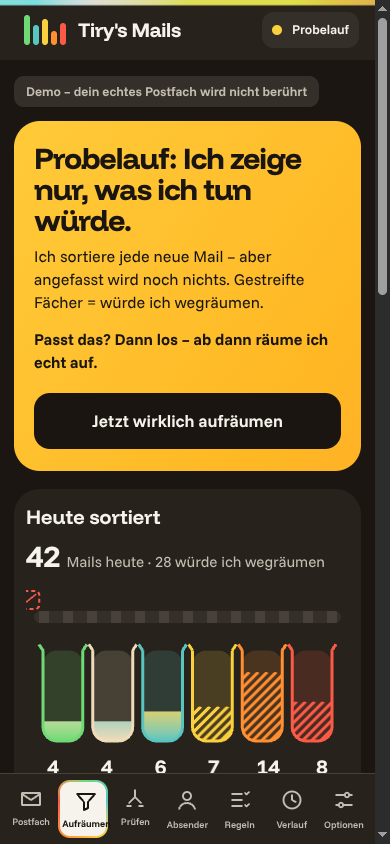 Tiry's Mails
Probelauf
Demo – dein echtes Postfach wird nicht berührt
Probelauf: Ich zeige
nur, was ich tun
würde.
Ich sortiere jede neue Mail – aber
angefasst wird noch nichts. Gestreifte
Fächer = würde ich wegräumen.
Passt das? Dann los – ab dann räume ich
echt auf.
Jetzt wirklich aufräumen
Heute sortiert
42 Mails heute · 28 würde ich wegräumen
4 4 6 7 14 8
Postfach Aufräumen Prüfen Absender Regeln Verlauf Optionen